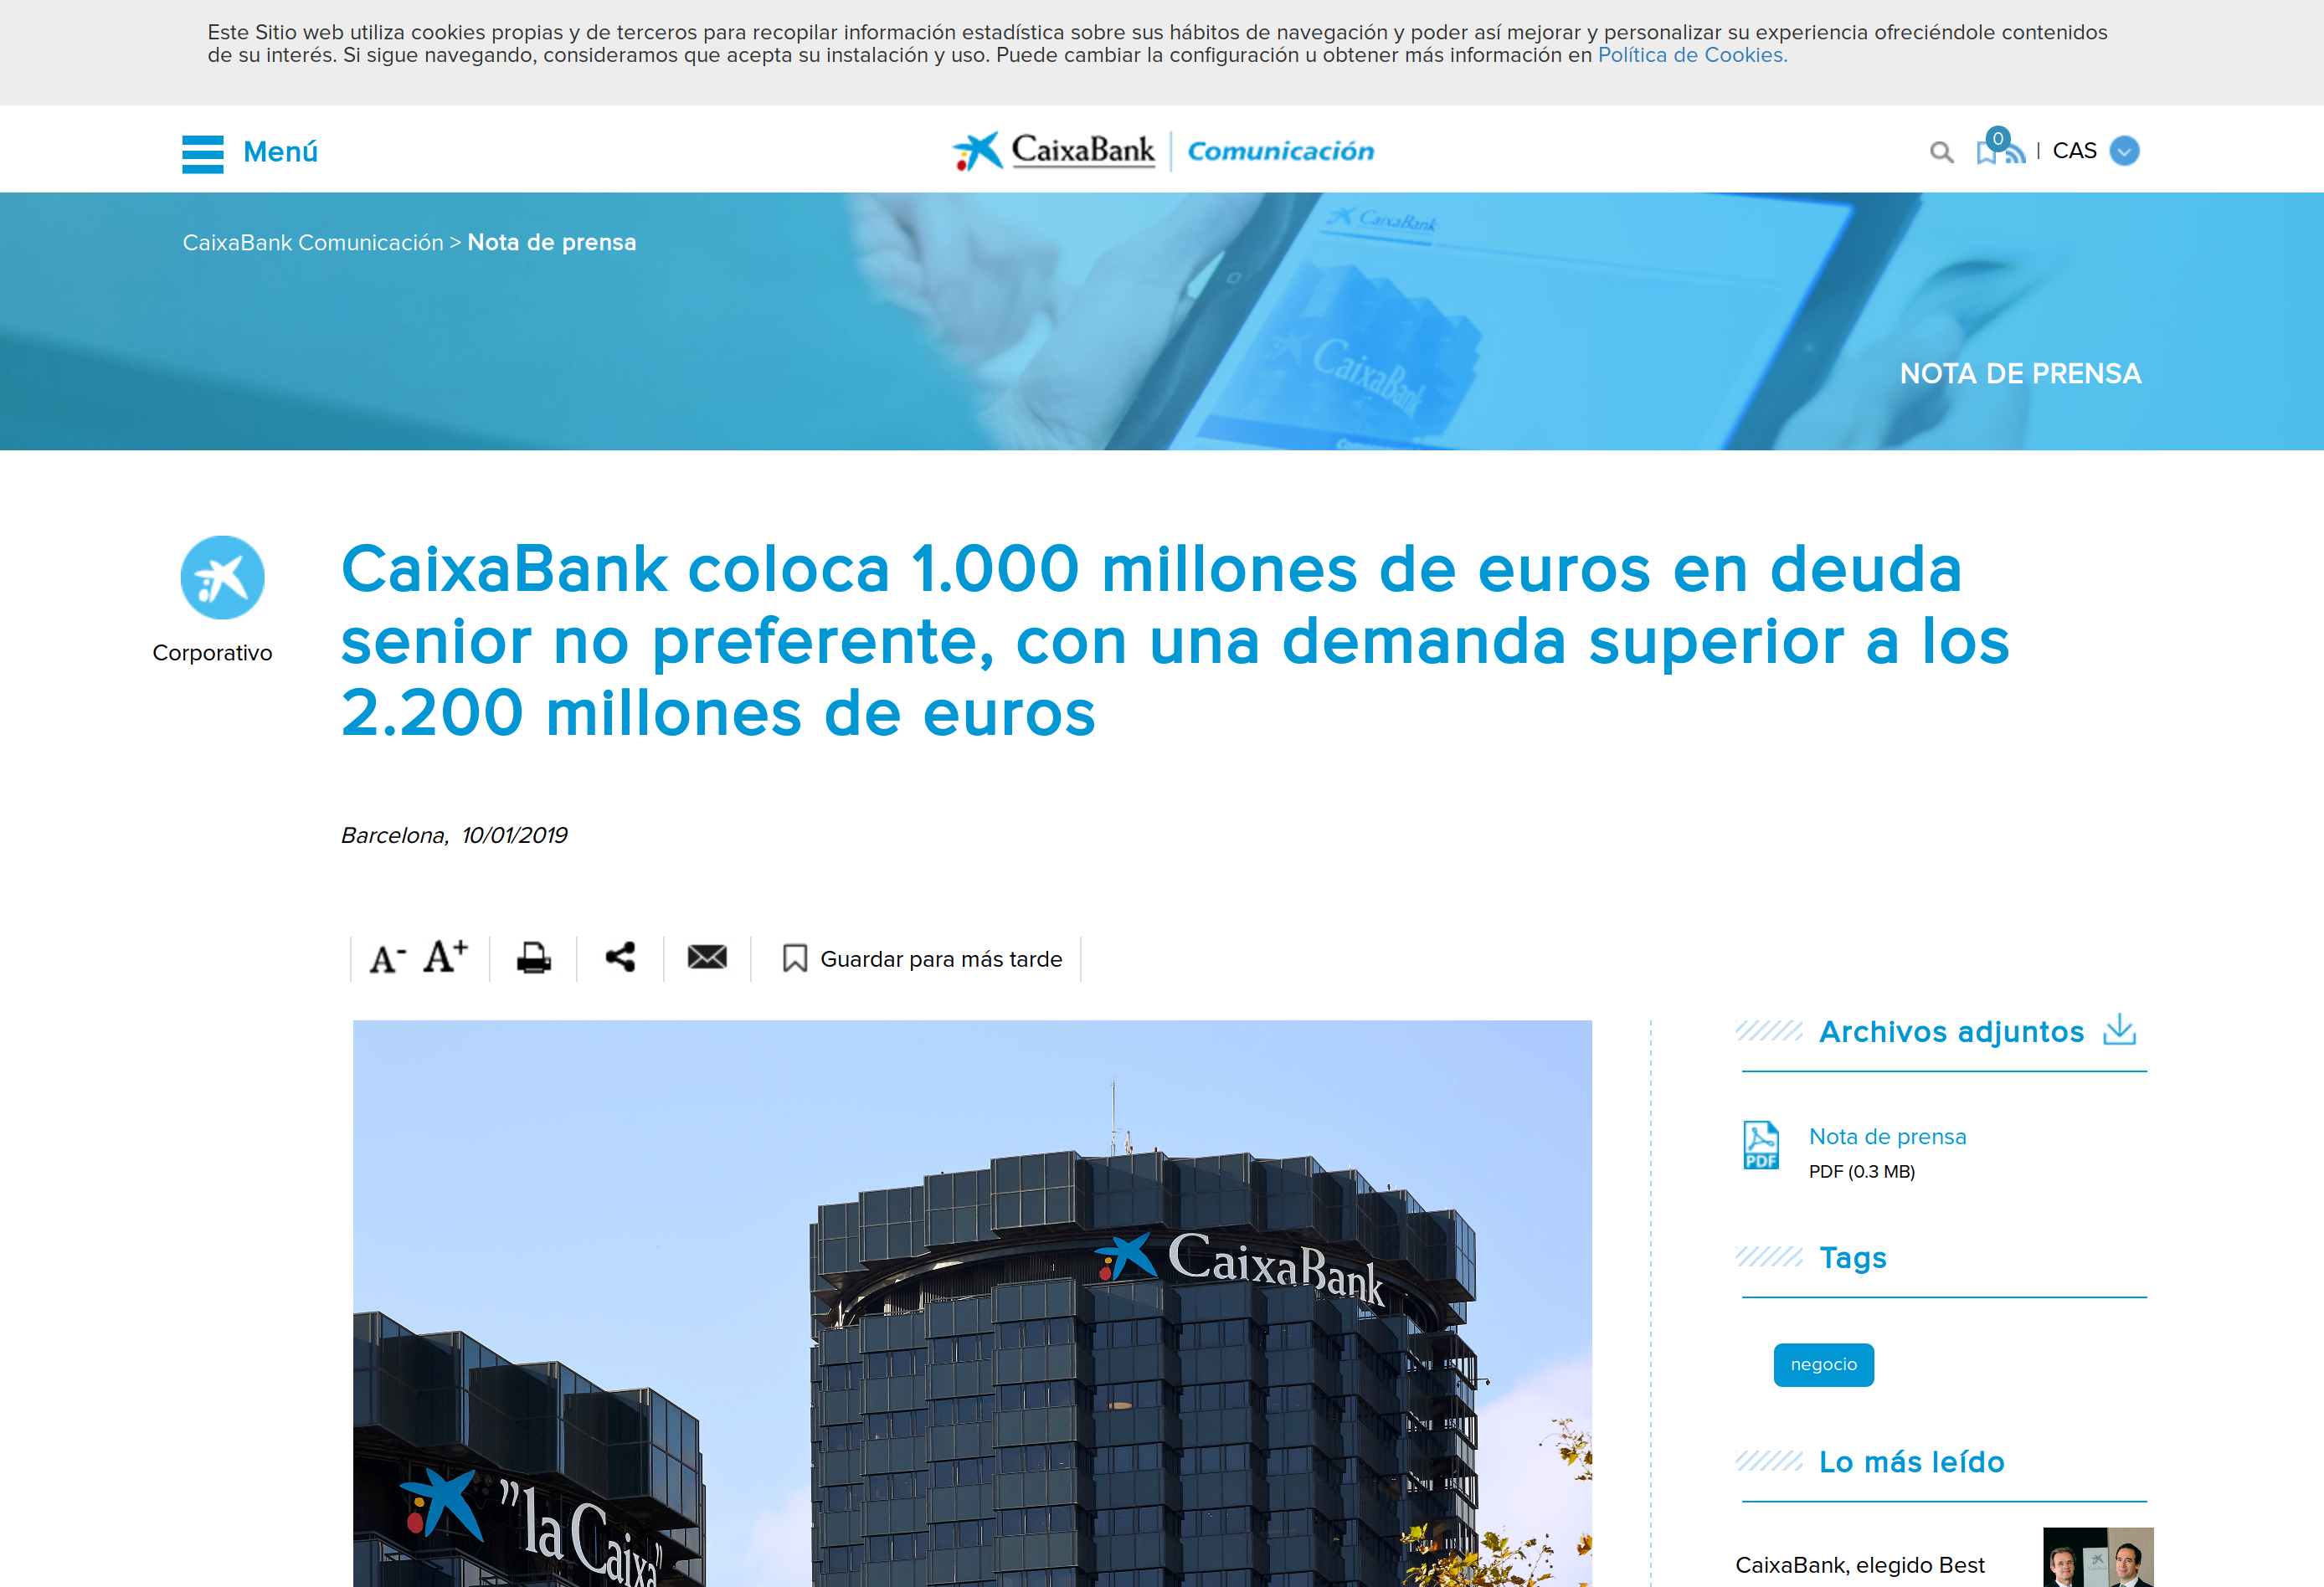 Este Sitio web utiliza cookies propias y de terceros para recopilar información estadística sobre sus hábitos de navegación y poder así mejorar y personalizar su experiencia ofreciéndole contenidos
de su interés. Si sigue navegando, consideramos que acepta su instalación y uso. Puede cambiar la configuración u obtener más información en Política de Cookies.
Menú
CaixaBank Comunicación
0
| CAS
CaixaBank Comunicación > Nota de prensa
CaixaBank
CaixaBank
NOTA DE PRENSA
Corporativo
CaixaBank coloca 1.000 millones de euros en deuda
senior no preferente, con una demanda superior a los
2.200 millones de euros
Barcelona, 10/01/2019
A- A+
Guardar para más tarde
Archivos adjuntos
PDF
Nota de prensa
PDF (0.3 MB)
Tags
negocio
Lo más leído
CaixaBank, elegido Best
CaixaBank
"la Caixa"